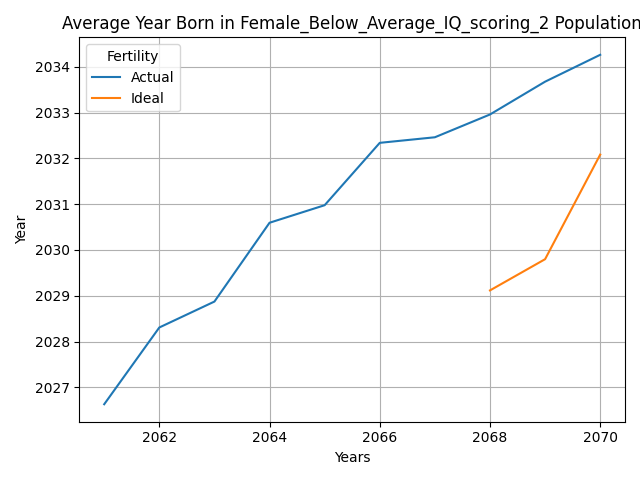 Average Year Born in Female_Below_Average_IQ_scoring_2 Population
Fertility
Actual
Ideal
Year
2034
2033
2032
2031
2030
2029
2028
2027
2062 2064 2066 2068 2070
Years